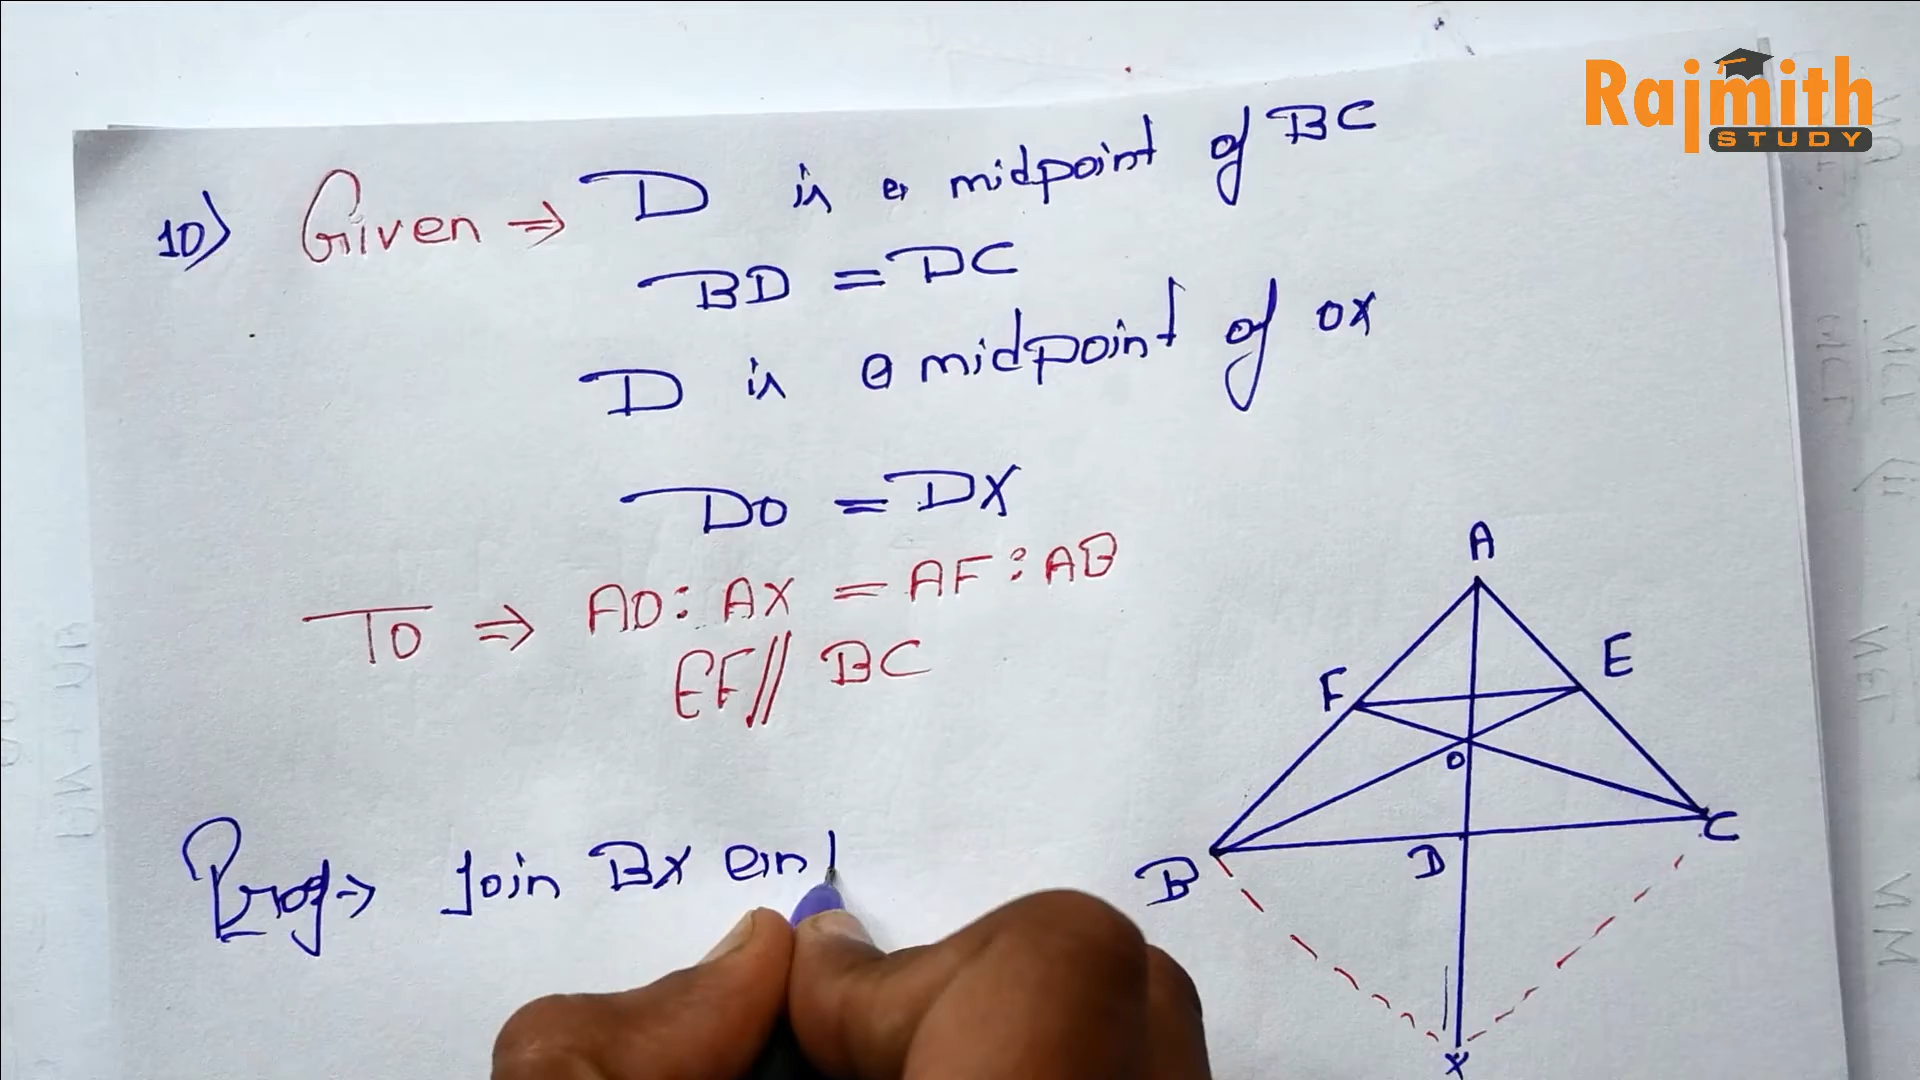 Rajmith
STUDY
10) Given ⇒ D is a midpoint of BC
BD = DC
D is a midpoint of OX
DO = DX
To ⇒ AO : AX = AF : AB
EF // BC
A
F
E
O
B
D
C
X
Proof → Join BX